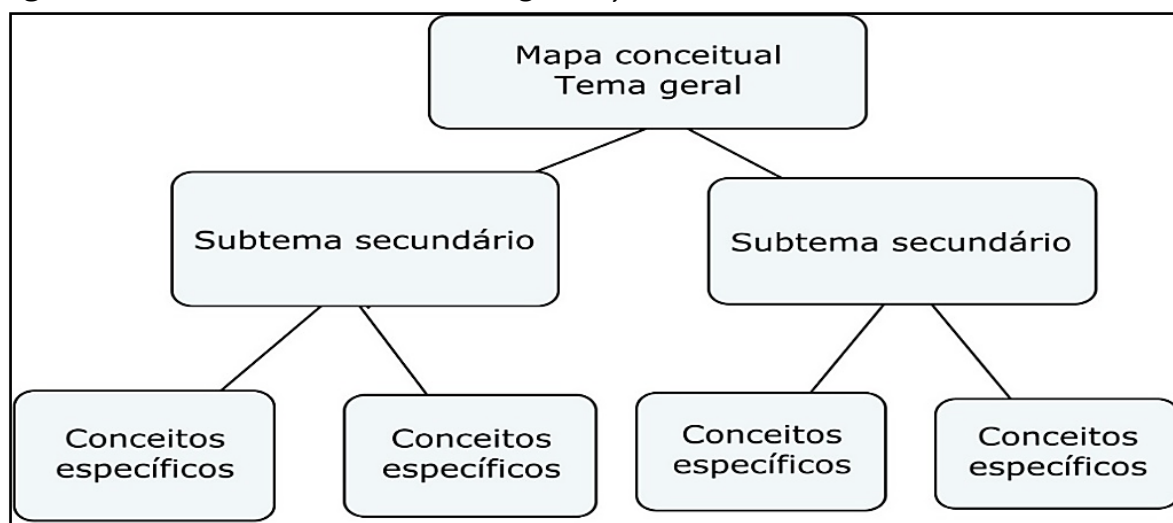 Mapa conceitual
Tema geral
Subtema secundário
Subtema secundário
Conceitos
específicos
Conceitos
específicos
Conceitos
específicos
Conceitos
específicos